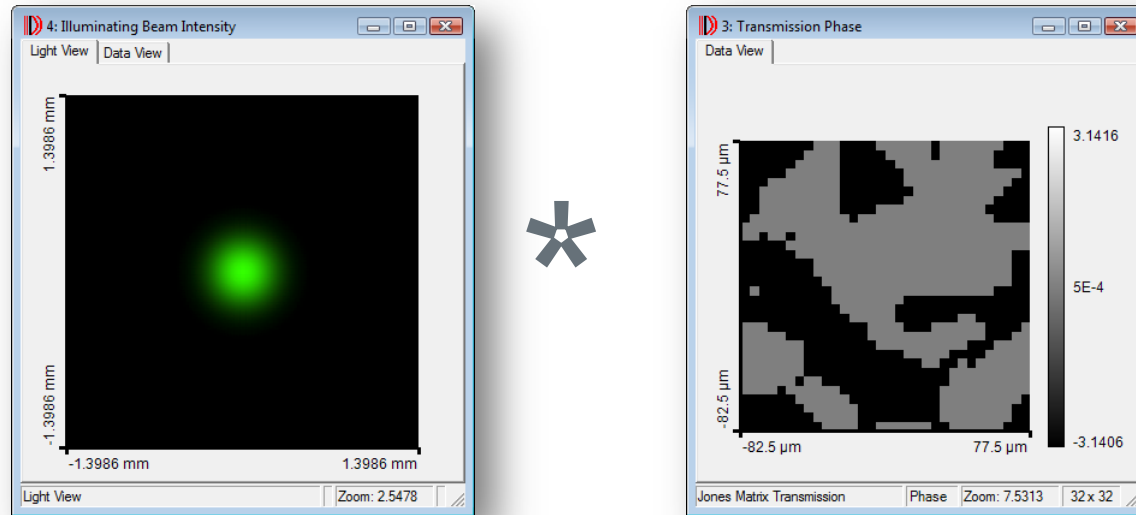 4: Illuminating Beam Intensity
Light View
Data View
1.3986 mm
-1.3986 mm
-1.3986 mm
1.3986 mm
Light View
Zoom: 2.5478
*
3: Transmission Phase
Data View
77.5 µm
-82.5 µm
-82.5 µm
77.5 µm
3.1416
5E-4
-3.1406
Jones Matrix Transmission
Phase
Zoom: 7.5313
32 x 32